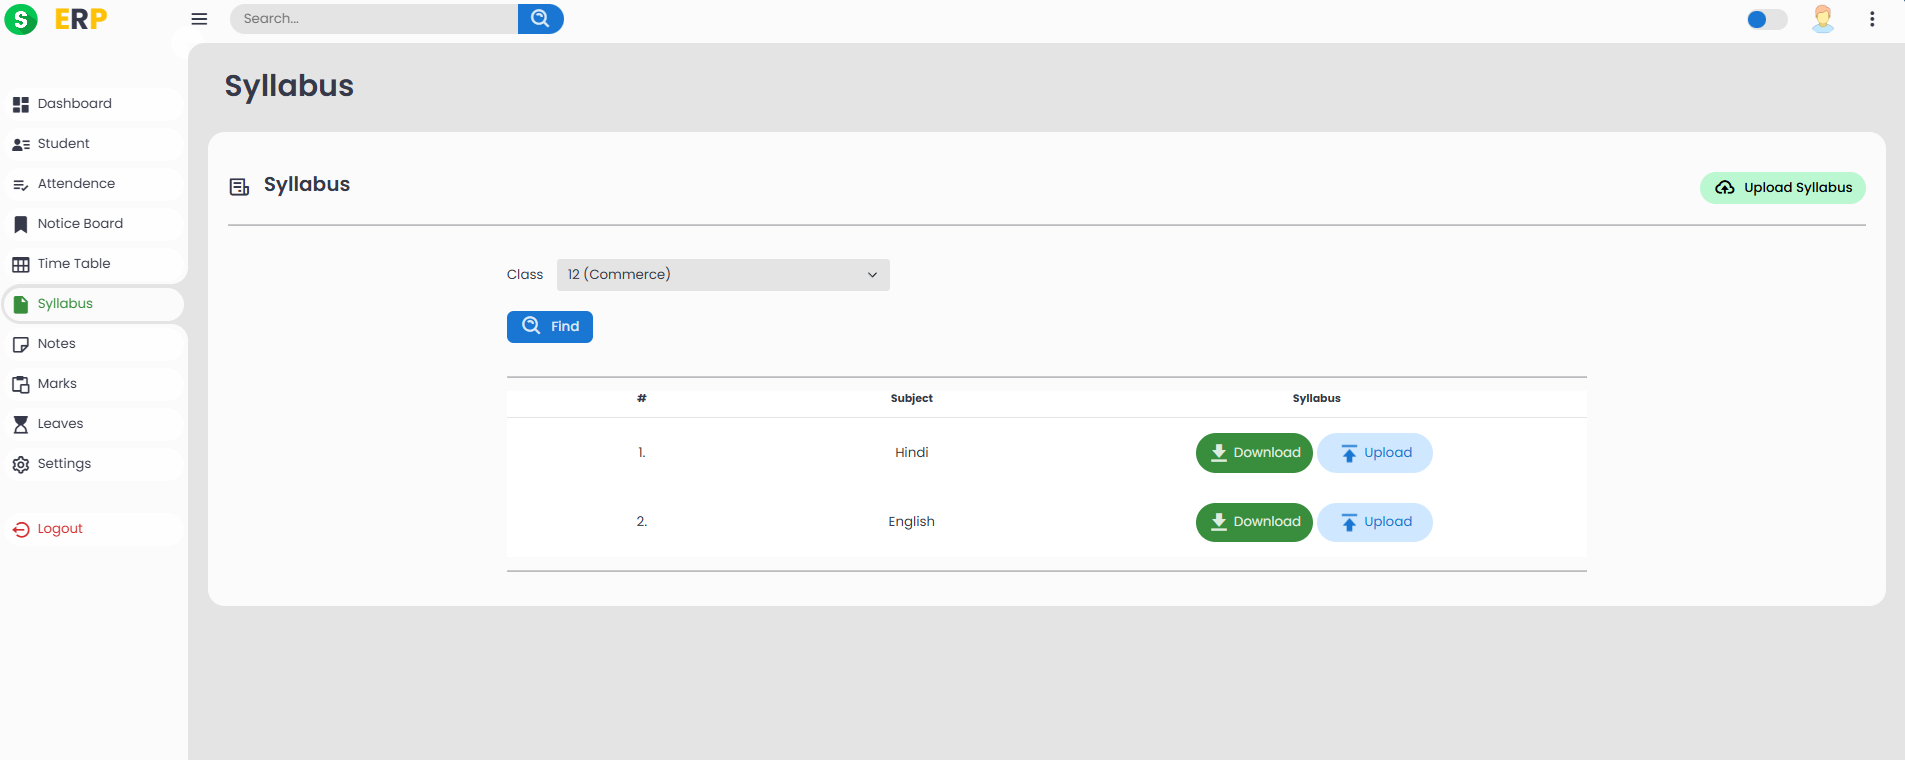 S ERP
Search...
Dashboard
Student
Attendence
Notice Board
Time Table
Syllabus
Notes
Marks
Leaves
Settings
Logout
Syllabus
Syllabus
Upload Syllabus
Class 12 (Commerce)
Find
# Subject Syllabus
1. Hindi Download Upload
2. English Download Upload